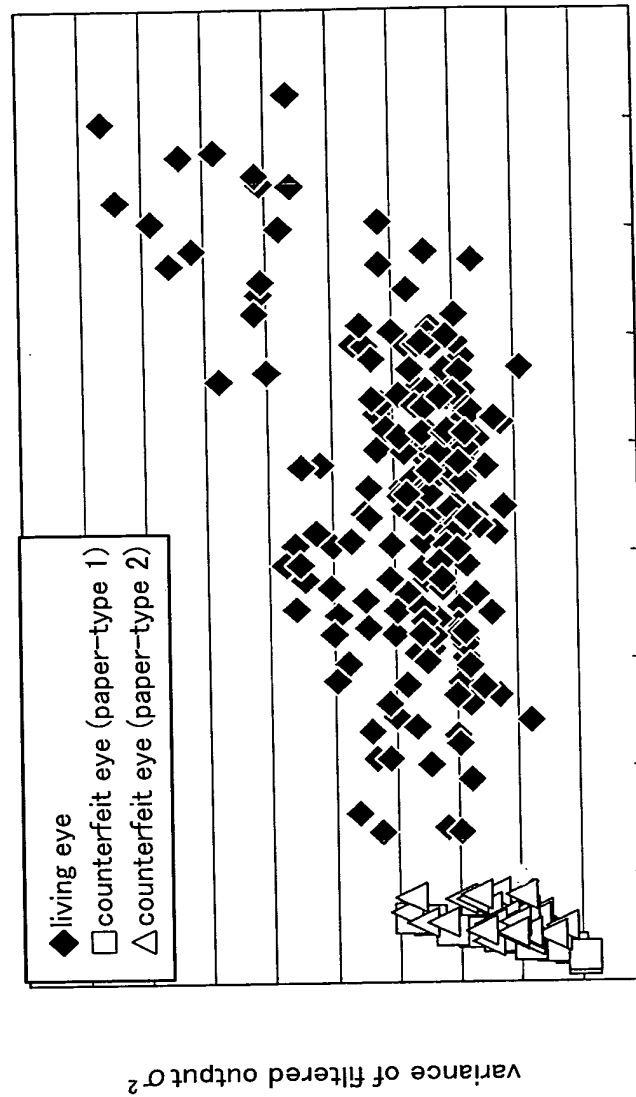 ◆living eye
□counterfeit eye (paper-type 1)
△counterfeit eye (paper-type 2)
variance of filtered output σ²